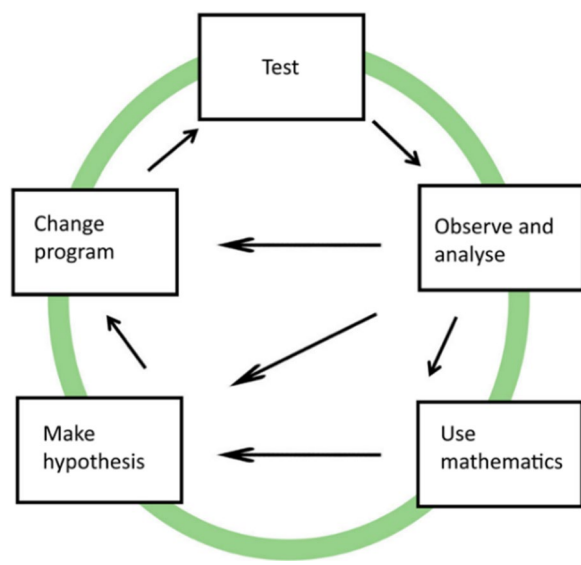 Test
Change
program
Observe and
analyse
Make
hypothesis
Use
mathematics